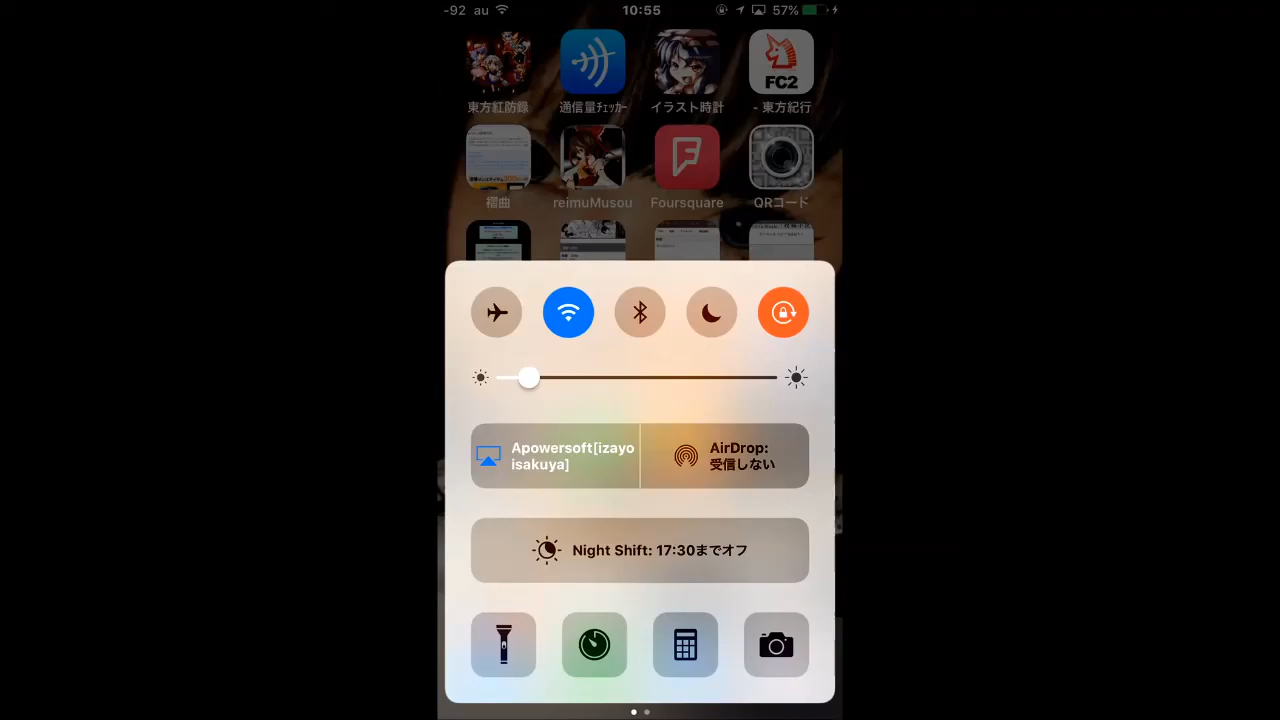 -92 au 10:55 57%
東方紅防録 通信量ﾁｪｯｶｰ イラスト時計 - 東方紀行
FC2
褶曲 reimuMusou Foursquare QRコード
Apowersoft[izayo
isakuya]
AirDrop:
受信しない
Night Shift: 17:30までオフ